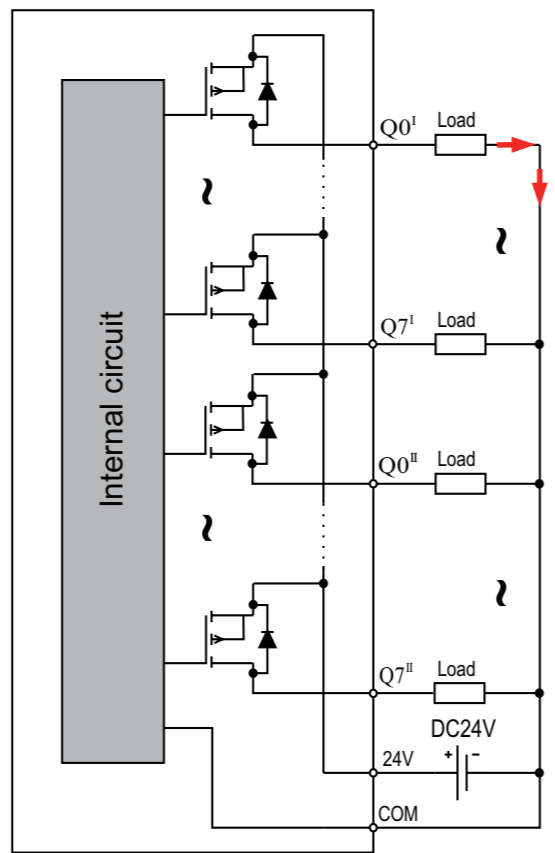 Q0ᴵ
Load
Internal circuit
Q7ᴵ
Load
Q0ᴵᴵ
Load
Q7ᴵᴵ
Load
DC24V
24V
+ −
COM